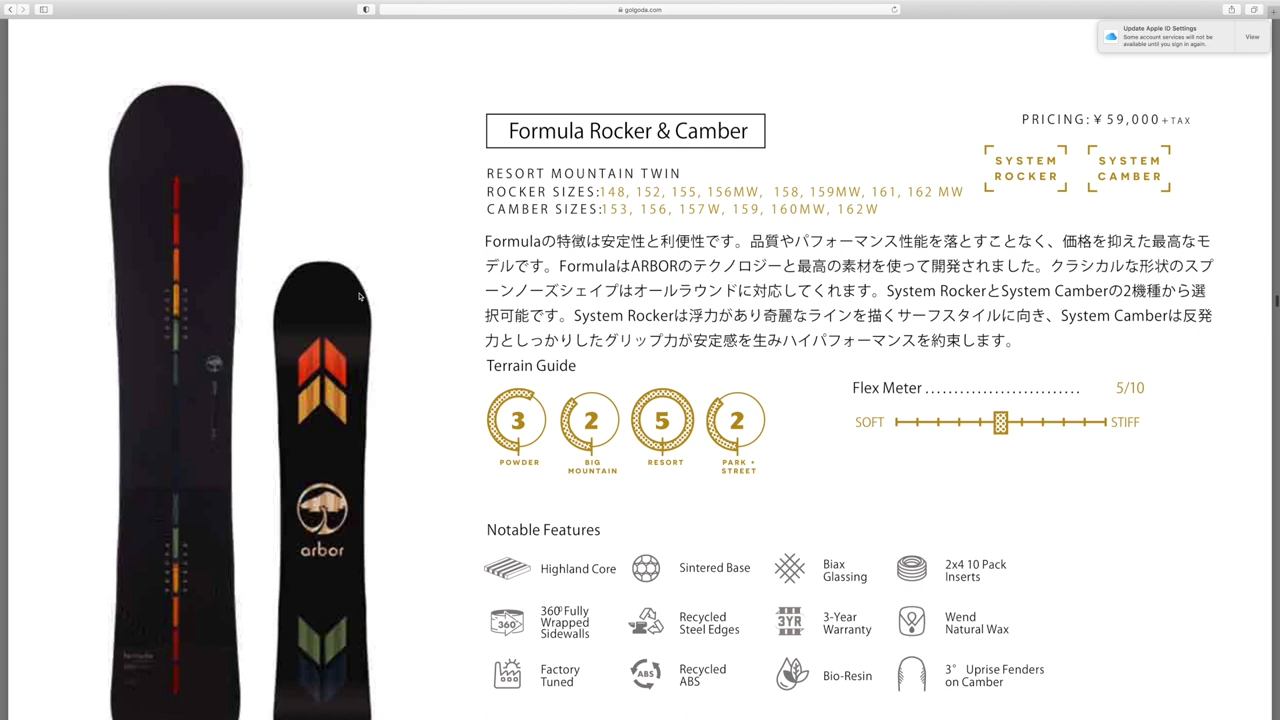 golgoda.com
Update Apple ID Settings
Some account services will not be
available until you sign in again.
View
Formula Rocker & Camber
PRICING:¥59,000+TAX
SYSTEM
ROCKER
SYSTEM
CAMBER
RESORT MOUNTAIN TWIN
ROCKER SIZES:148, 152, 155, 156MW, 158, 159MW, 161, 162 MW
CAMBER SIZES:153, 156, 157W, 159, 160MW, 162W
Formulaの特徴は安定性と利便性です。品質やパフォーマンス性能を落とすことなく、価格を抑えた最高なモ
デルです。FormulaはARBORのテクノロジーと最高の素材を使って開発されました。クラシカルな形状のスプ
ーンノーズシェイプはオールラウンドに対応してくれます。System RockerとSystem Camberの2機種から選
択可能です。System Rockerは浮力があり奇麗なラインを描くサーフスタイルに向き、System Camberは反発
力としっかりしたグリップ力が安定感を生みハイパフォーマンスを約束します。
Terrain Guide
3
POWDER
2
BIG
MOUNTAIN
5
RESORT
2
PARK +
STREET
Flex Meter ............................ 5/10
SOFT
STIFF
arbor
Notable Features
Highland Core
Sintered Base
Biax
Glassing
2x4 10 Pack
Inserts
360
360° Fully
Wrapped
Sidewalls
Recycled
Steel Edges
3YR
3-Year
Warranty
Wend
Natural Wax
Factory
Tuned
ABS
Recycled
ABS
Bio-Resin
3° Uprise Fenders
on Camber